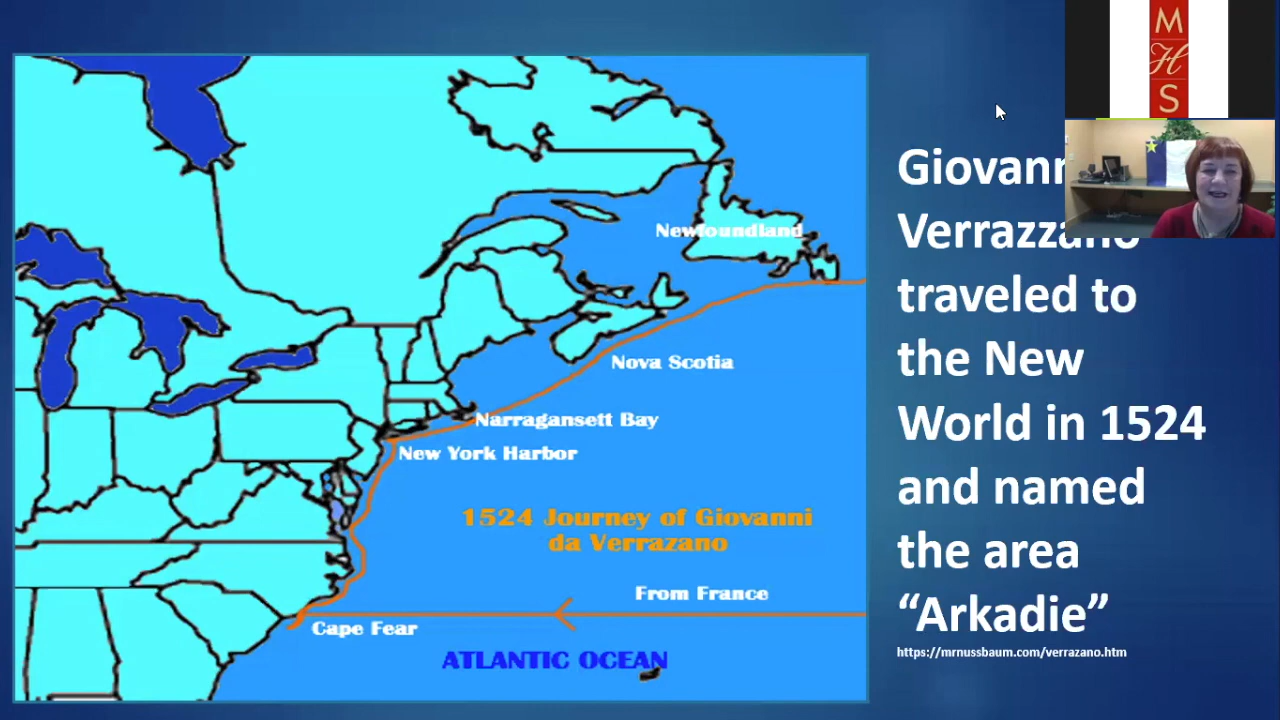 M
H
S
Giovann
Verrazzano
traveled to
the New
World in 1524
and named
the area
“Arkadie”
https://mrnussbaum.com/verrazano.htm
Newfoundland
Nova Scotia
Narragansett Bay
New York Harbor
1524 Journey of Giovanni
da Verrazano
From France
Cape Fear
ATLANTIC OCEAN